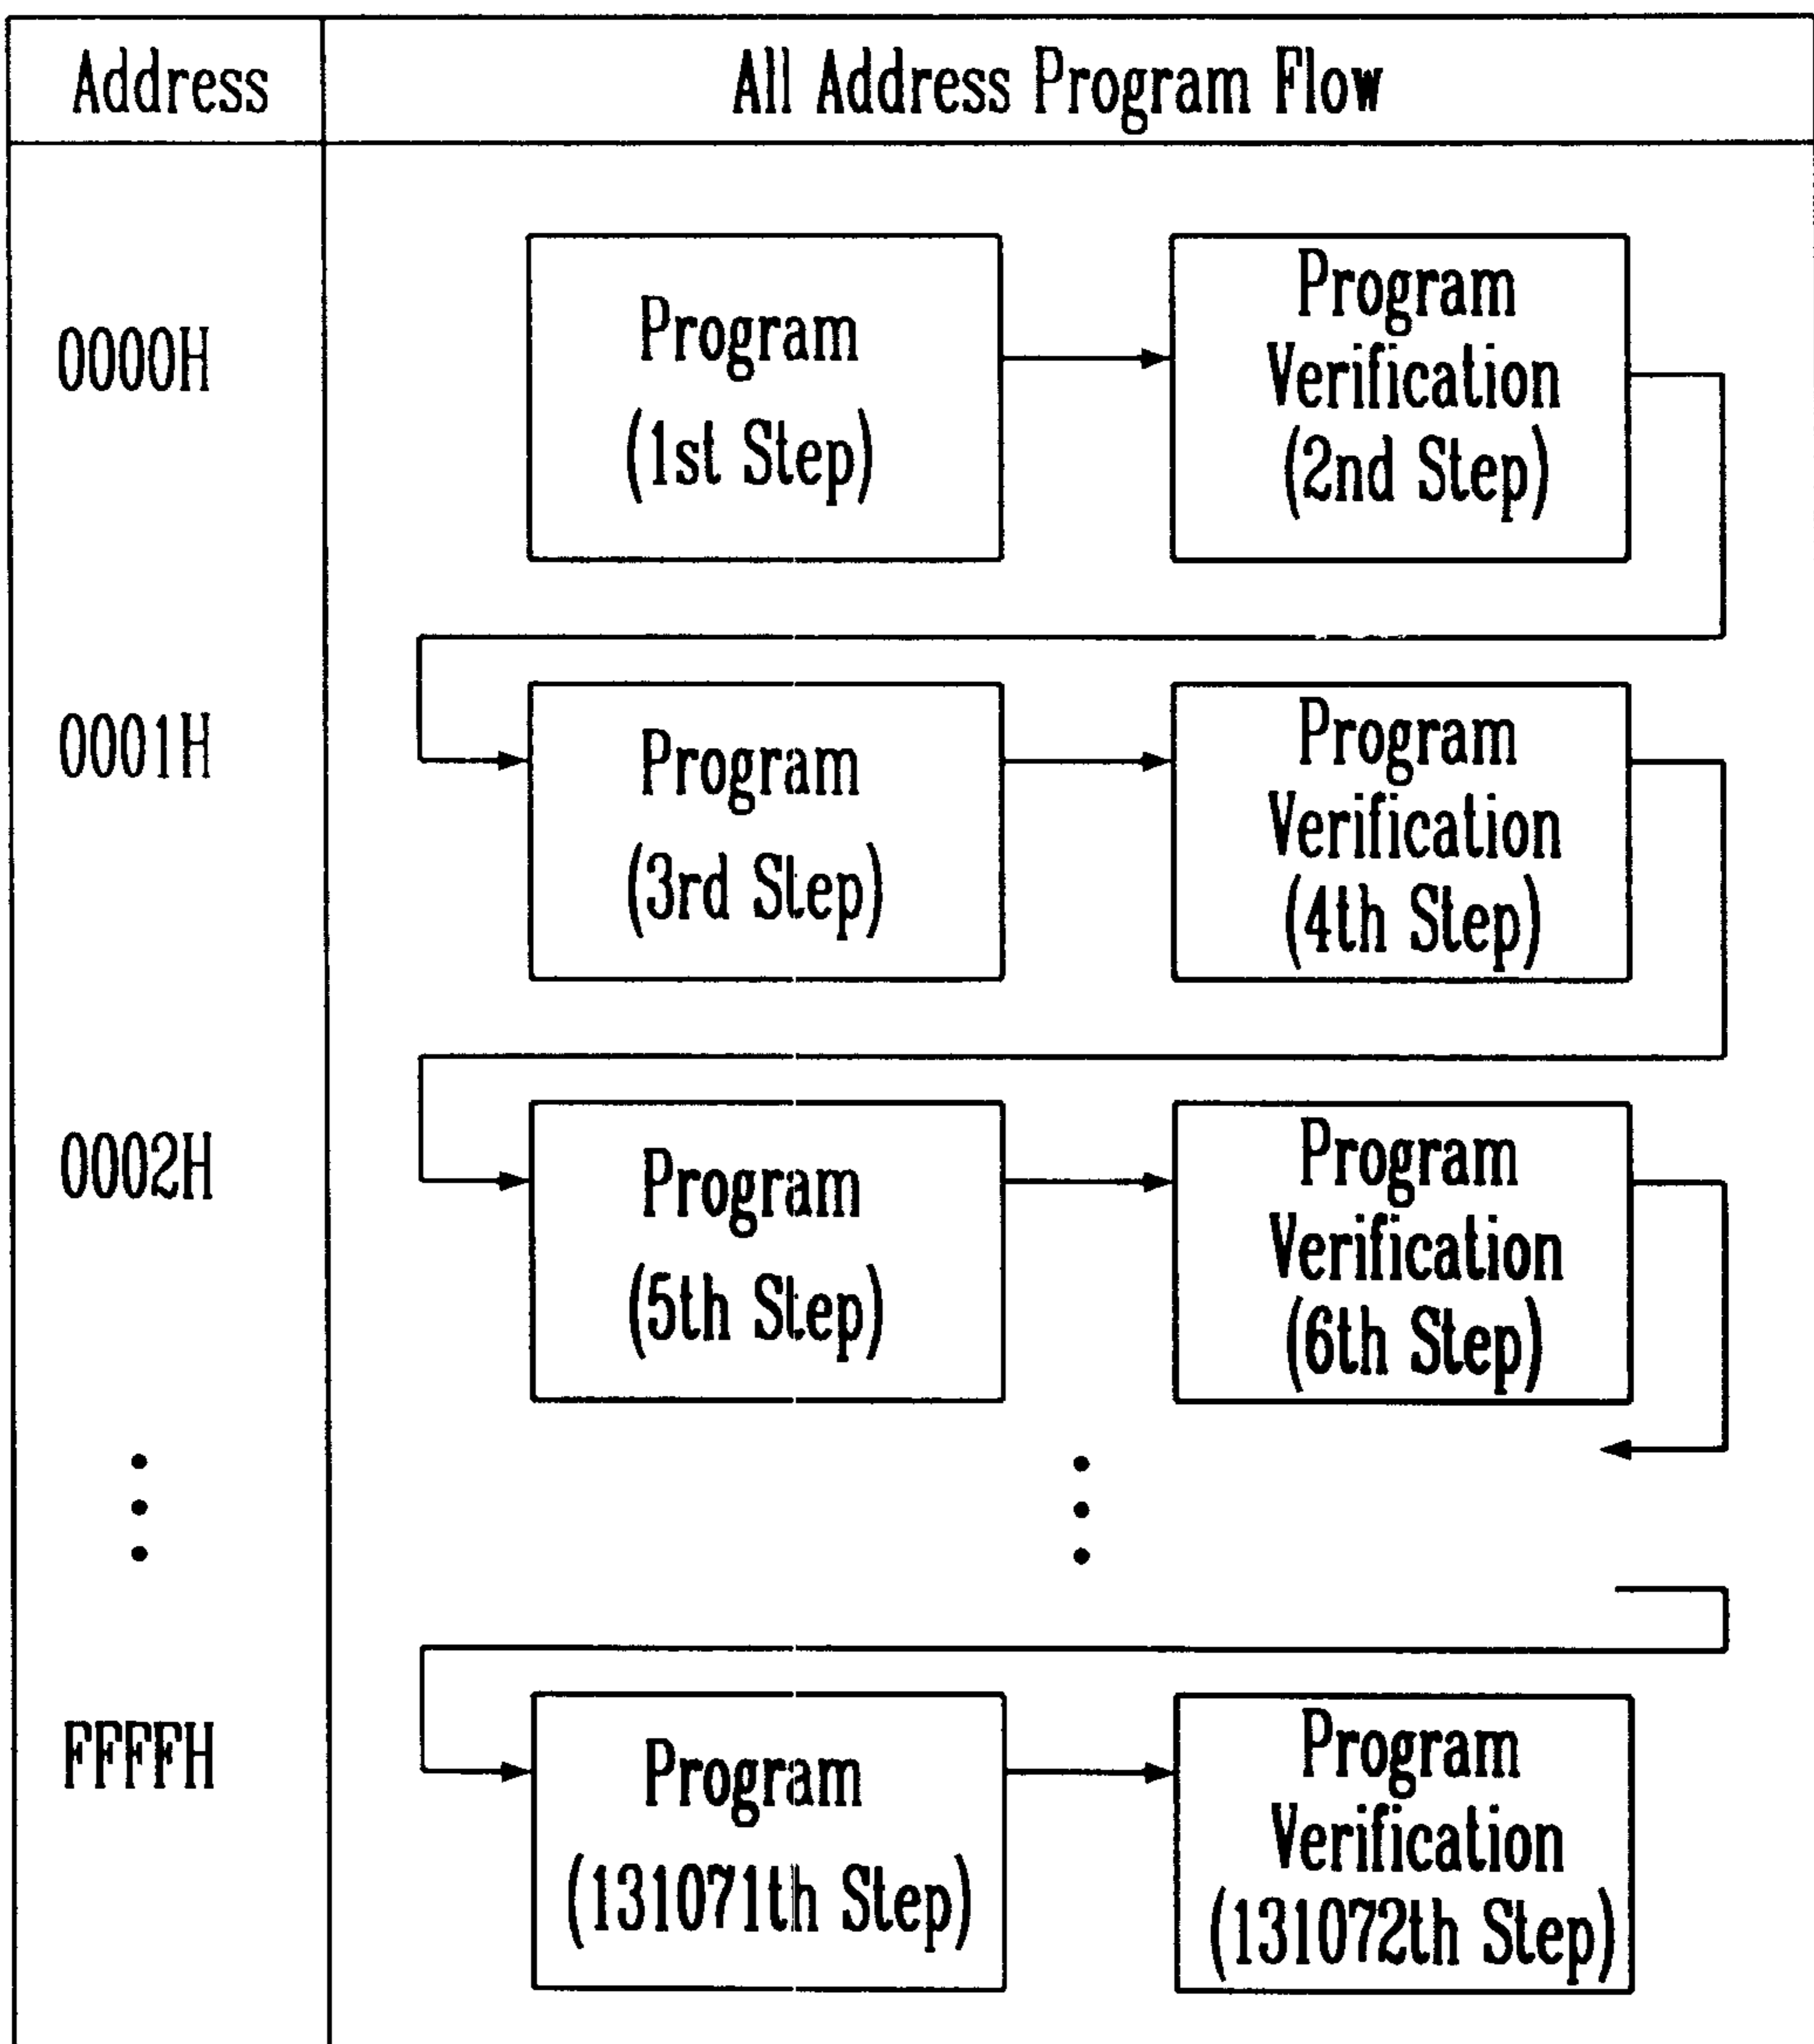 Address
All Address Program Flow
0000H
Program
(1st Step)
Program
Verification
(2nd Step)
0001H
Program
(3rd Step)
Program
Verification
(4th Step)
0002H
Program
(5th Step)
Program
Verification
(6th Step)
FFFFH
Program
(131071th Step)
Program
Verification
(131072th Step)